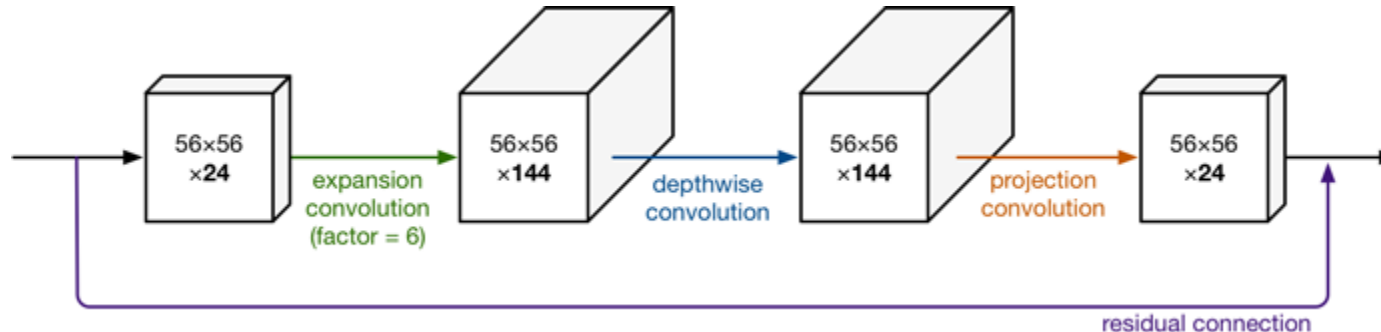 56×56
×24
expansion
convolution
(factor = 6)
56×56
×144
depthwise
convolution
56×56
×144
projection
convolution
56×56
×24
residual connection